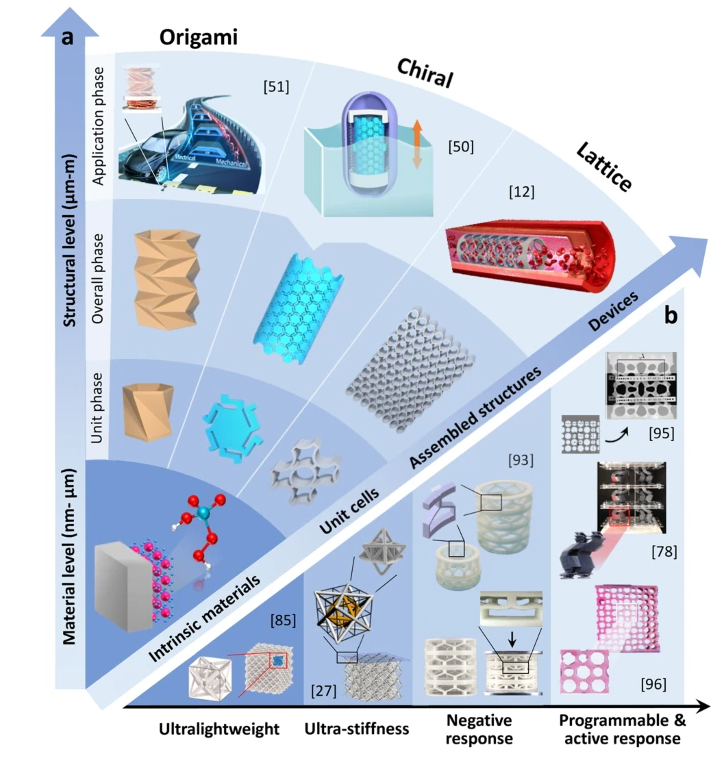 a
Origami
Chiral
Lattice
[51]
[50]
[12]
Electrical
Mechanical
Structural level (μm-m)
Application phase
Overall phase
Unit phase
Material level (nm- μm)
Intrinsic materials
Unit cells
Assembled structures
Devices
b
[95]
[93]
[78]
[85]
[27]
[96]
Ultralightweight
Ultra-stiffness
Negative
response
Programmable &
active response